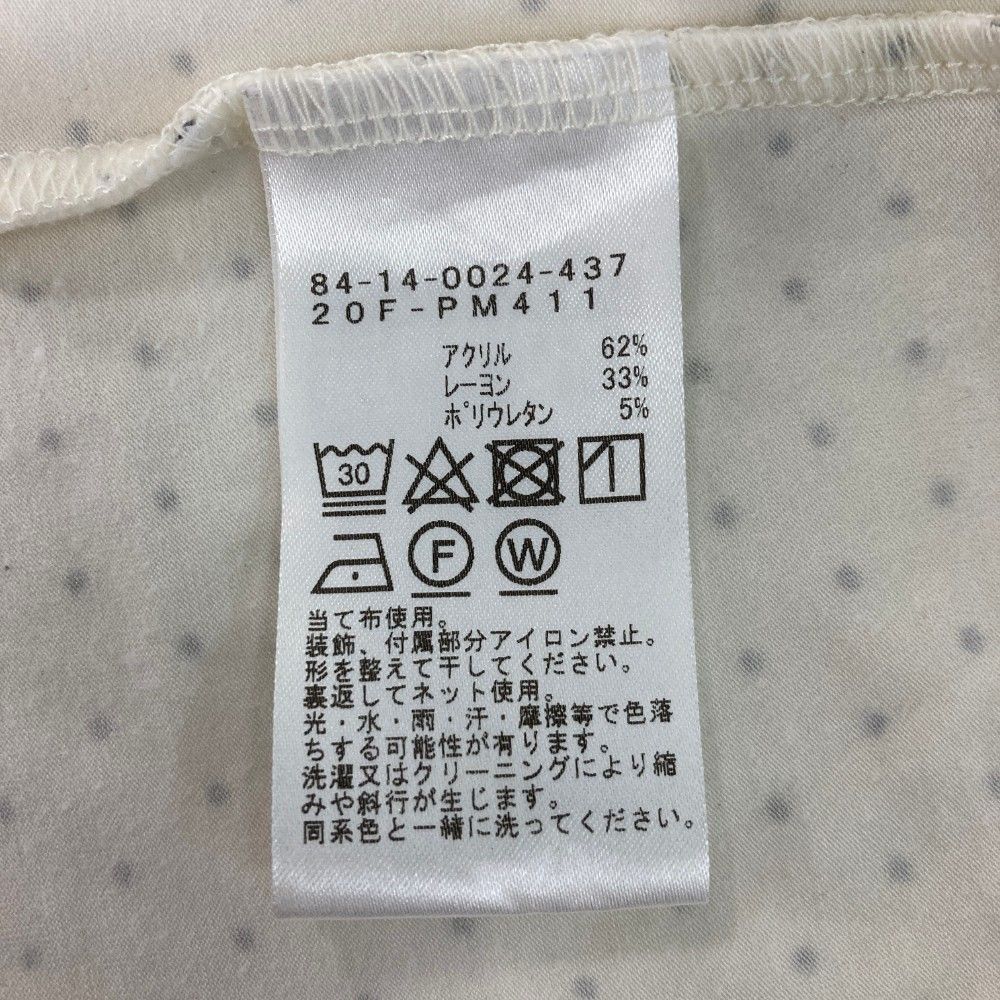 84-14-0024-437
20F-PM411
アクリル 62%
レーヨン 33%
ポリウレタン 5%
30
F W
当て布使用。
装飾、付属部分アイロン禁止。
形を整えて干してください。
裏返してネット使用。
光・水・雨・汗・摩擦等で色落
ちする可能性が有ります。
洗濯又はクリーニングにより縮
みや斜行が生じます。
同系色と一緒に洗ってください。